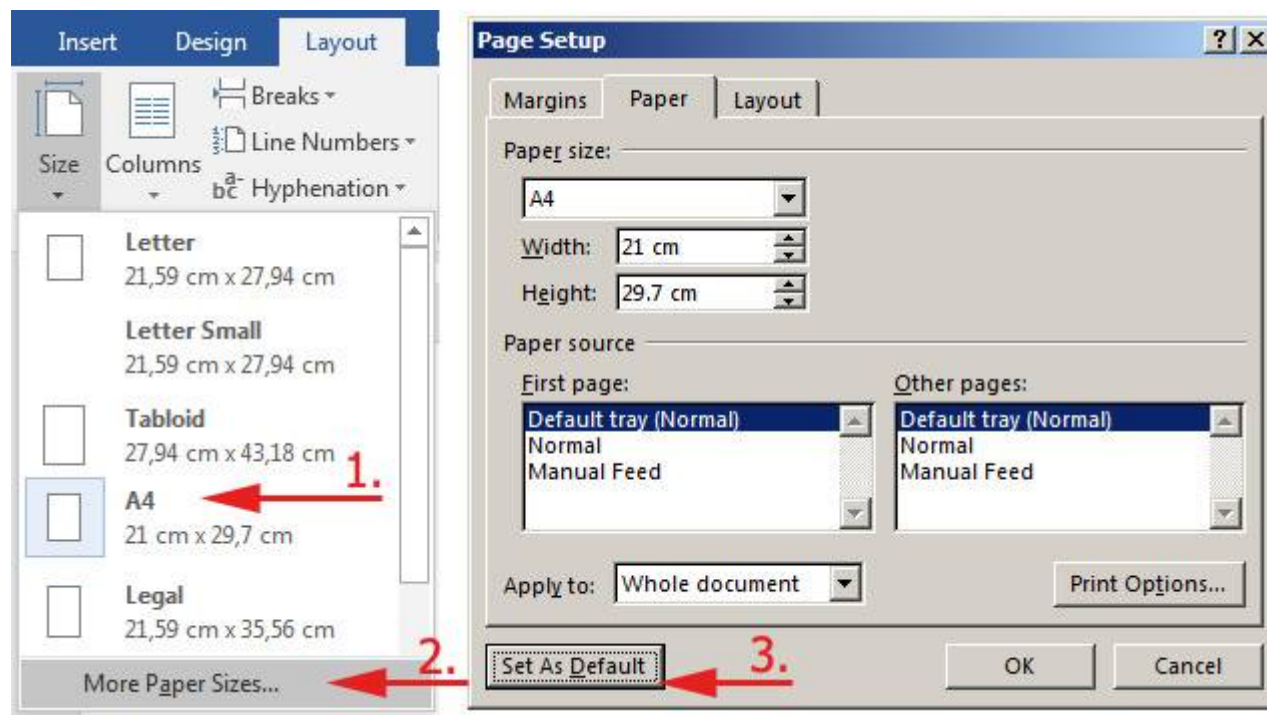 Insert Design Layout
Size
Columns
Breaks
Line Numbers
Hyphenation
Letter
21,59 cm x 27,94 cm
Letter Small
21,59 cm x 27,94 cm
Tabloid
27,94 cm x 43,18 cm
1.
A4
21 cm x 29,7 cm
Legal
21,59 cm x 35,56 cm
More Paper Sizes...
2.
Page Setup
Margins Paper Layout
Paper size:
A4
Width: 21 cm
Height: 29.7 cm
Paper source
First page:
Default tray (Normal)
Normal
Manual Feed
Other pages:
Default tray (Normal)
Normal
Manual Feed
Apply to: Whole document
Print Options...
Set As Default
3.
OK Cancel